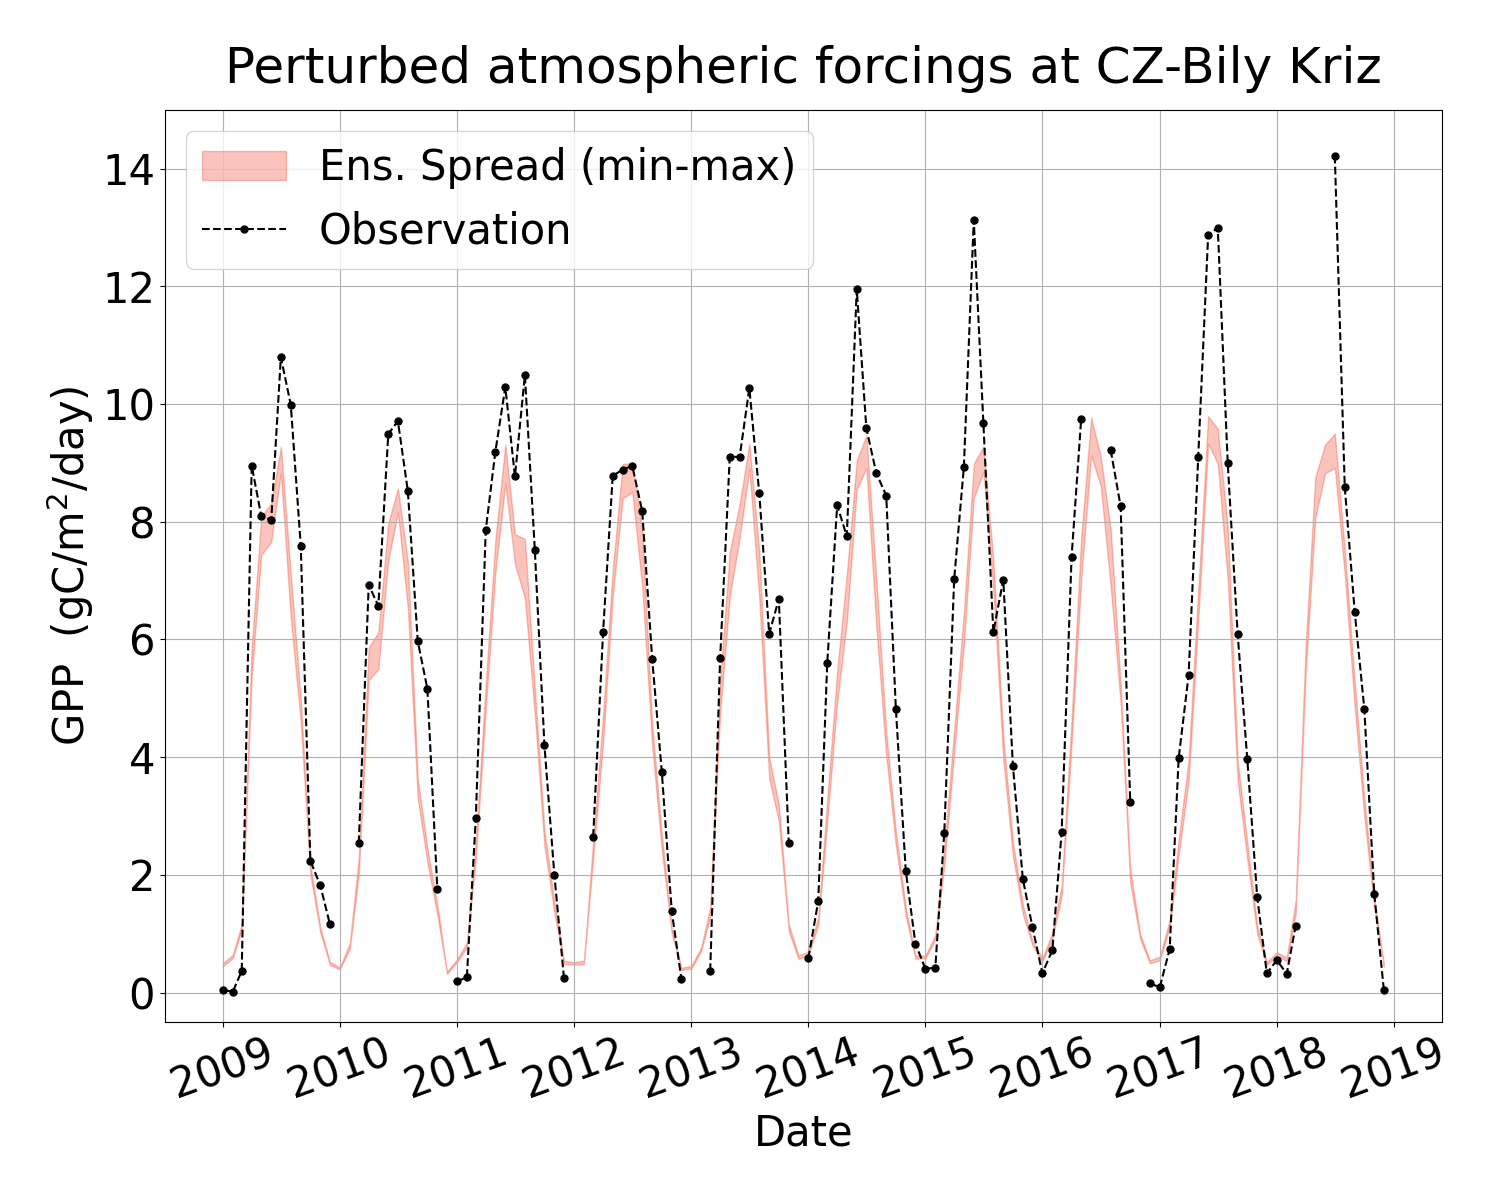 Perturbed atmospheric forcings at CZ-Bily Kriz
Ens. Spread (min-max)
Observation
14
12
10
8
6
4
2
0
GPP (gC/m²/day)
2009 2010 2011 2012 2013 2014 2015 2016 2017 2018 2019
Date